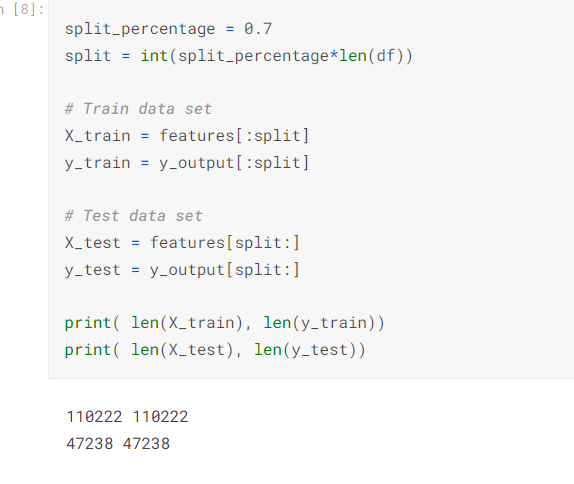 n [8]:
split_percentage = 0.7
split = int(split_percentage*len(df))
# Train data set
X_train = features[:split]
y_train = y_output[:split]
# Test data set
X_test = features[split:]
y_test = y_output[split:]
print( len(X_train), len(y_train))
print( len(X_test), len(y_test))
110222 110222
47238 47238